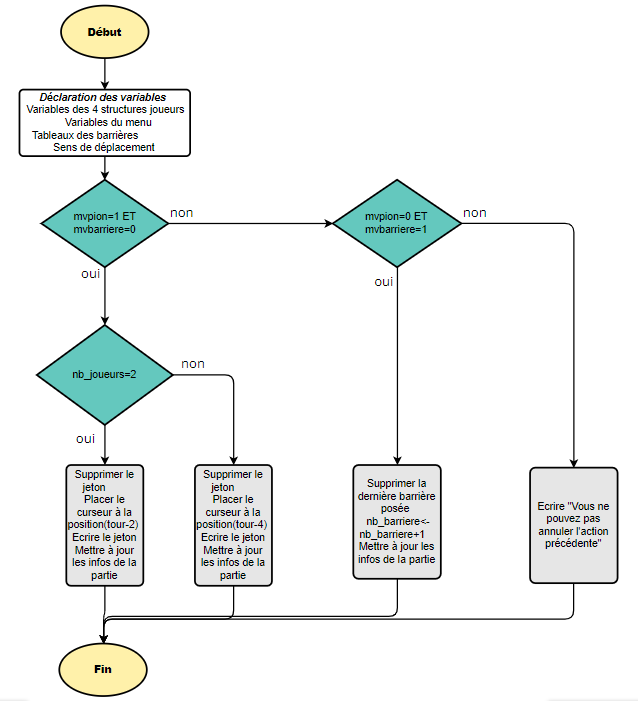 Début
Déclaration des variables
Variables des 4 structures joueurs
Variables du menu
Tableaux des barrières
Sens de déplacement
mvpion=1 ET
mvbarriere=0
non
oui
mvpion=0 ET
mvbarriere=1
non
oui
nb_joueurs=2
non
oui
Supprimer le
jeton
Placer le
curseur à la
position(tour-2)
Ecrire le jeton
Mettre à jour
les infos de la
partie
Supprimer le
jeton
Placer le
curseur à la
position(tour-4)
Ecrire le jeton
Mettre à jour
les infos de la
partie
Supprimer la
dernière barrière
posée
nb_barriere<-
nb_barriere+1
Mettre à jour les
infos de la partie
Ecrire "Vous ne
pouvez pas
annuler l'action
précédente"
Fin